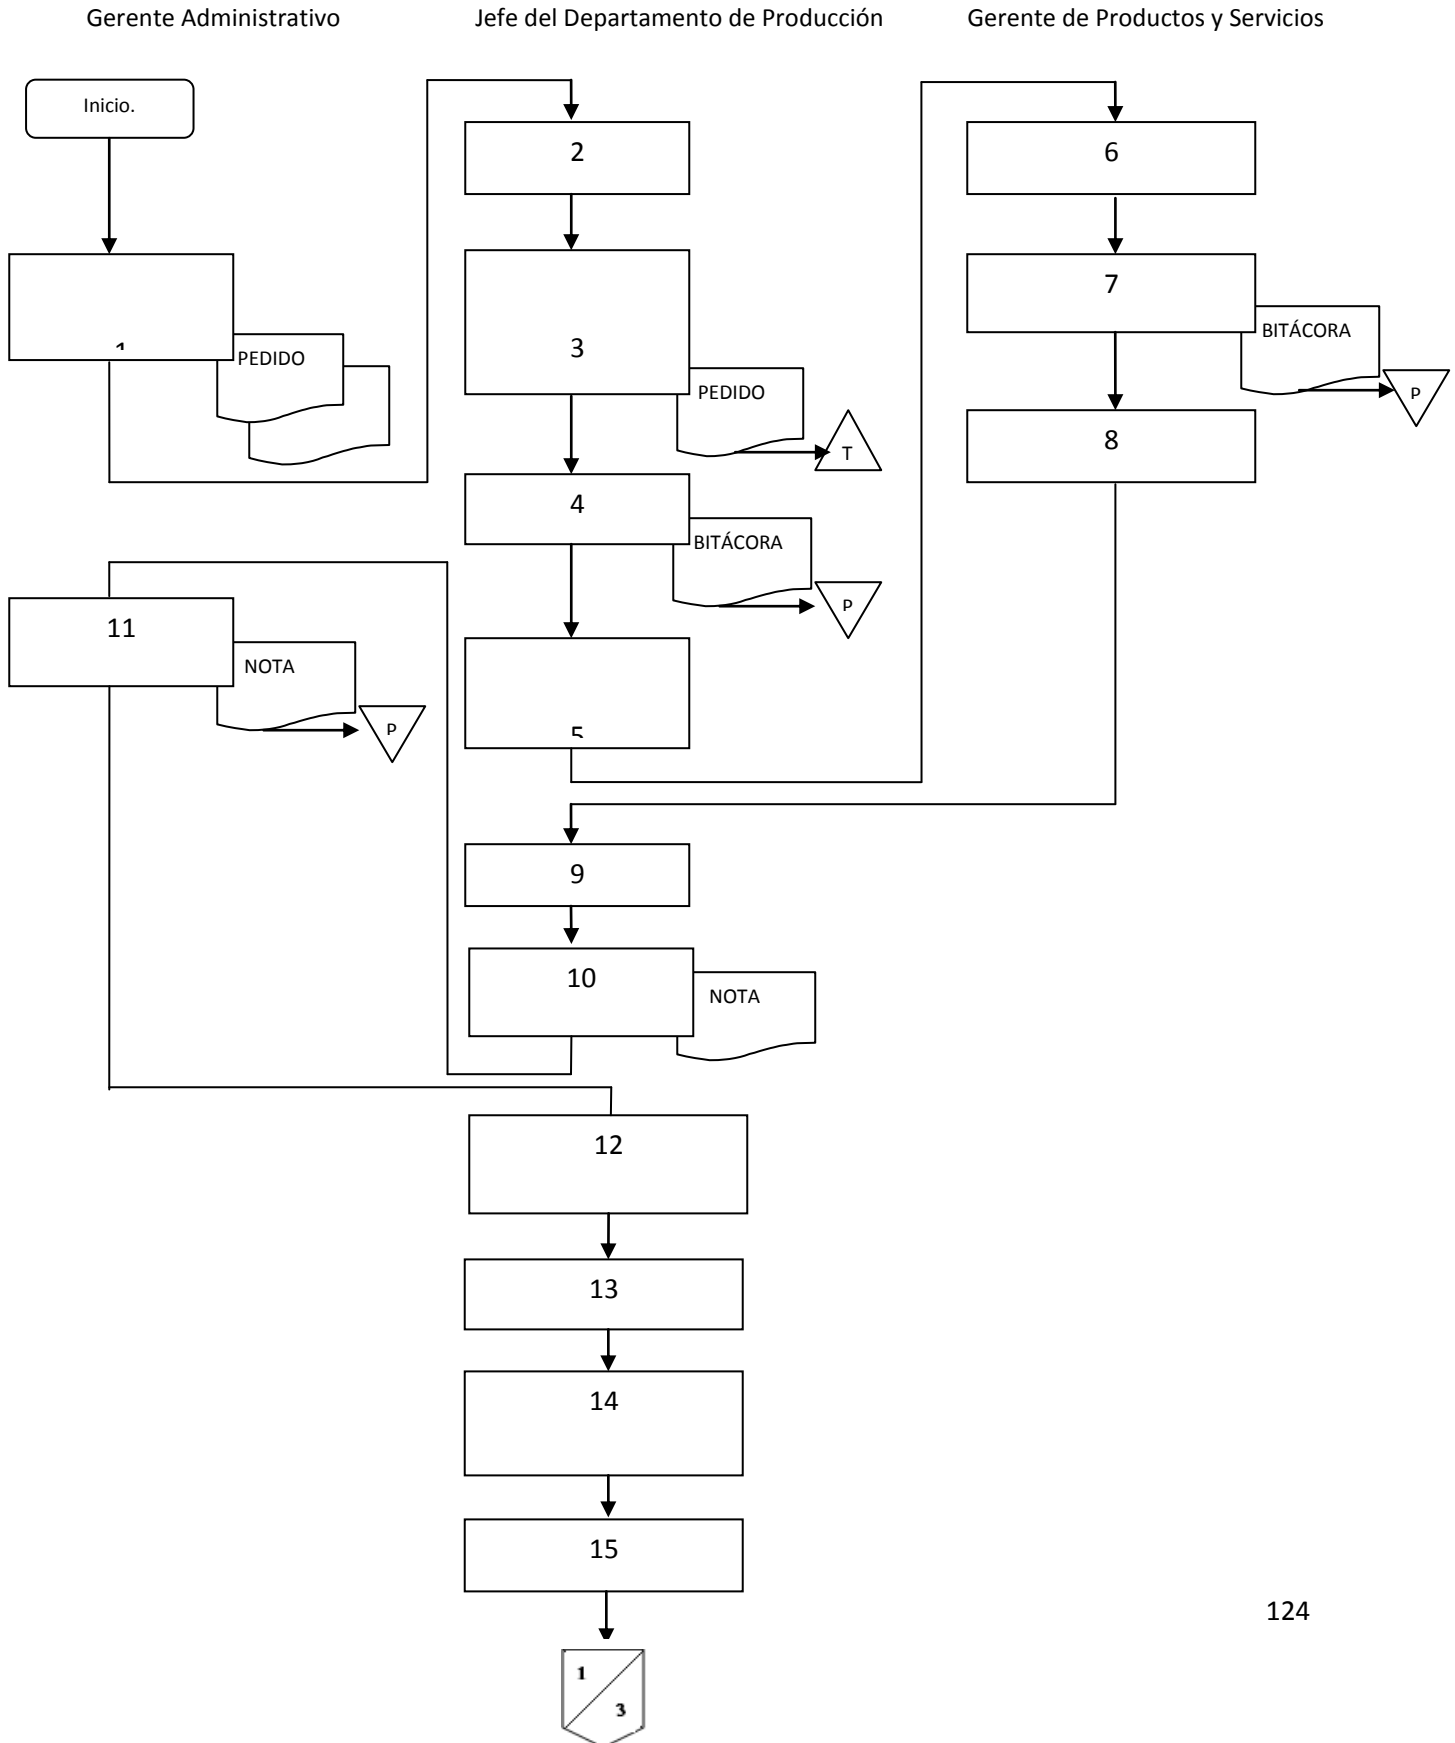 Gerente Administrativo
Jefe del Departamento de Producción
Gerente de Productos y Servicios
Inicio.
2
6
7
BITÁCORA
P
3
PEDIDO
PEDIDO
T
8
4
BITÁCORA
P
11
NOTA
P
5
9
10
NOTA
12
13
14
15
124
1
3